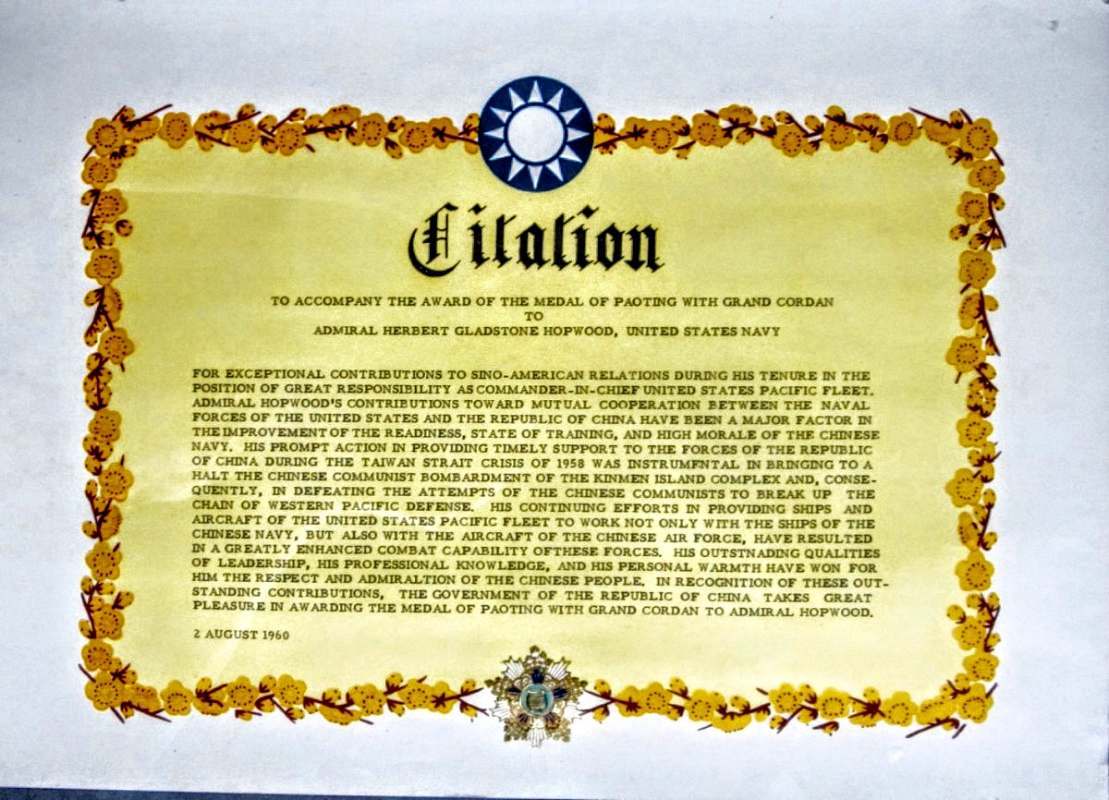 Citation
TO ACCOMPANY THE AWARD OF THE MEDAL OF PAOTING WITH GRAND CORDAN
TO
ADMIRAL HERBERT GLADSTONE HOPWOOD, UNITED STATES NAVY
FOR EXCEPTIONAL CONTRIBUTIONS TO SINO-AMERICAN RELATIONS DURING HIS TENURE IN THE
POSITION OF GREAT RESPONSIBILITY AS COMMANDER-IN-CHIEF UNITED STATES PACIFIC FLEET.
ADMIRAL HOPWOOD'S CONTRIBUTIONS TOWARD MUTUAL COOPERATION BETWEEN THE NAVAL
FORCES OF THE UNITED STATES AND THE REPUBLIC OF CHINA HAVE BEEN A MAJOR FACTOR IN
THE IMPROVEMENT OF THE READINESS, STATE OF TRAINING, AND HIGH MORALE OF THE CHINESE
NAVY. HIS PROMPT ACTION IN PROVIDING TIMELY SUPPORT TO THE FORCES OF THE REPUBLIC
OF CHINA DURING THE TAIWAN STRAIT CRISIS OF 1958 WAS INSTRUMENTAL IN BRINGING TO A
HALT THE CHINESE COMMUNIST BOMBARDMENT OF THE KINMEN ISLAND COMPLEX AND, CONSE-
QUENTLY, IN DEFEATING THE ATTEMPTS OF THE CHINESE COMMUNISTS TO BREAK UP THE
CHAIN OF WESTERN PACIFIC DEFENSE. HIS CONTINUING EFFORTS IN PROVIDING SHIPS AND
AIRCRAFT OF THE UNITED STATES PACIFIC FLEET TO WORK NOT ONLY WITH THE SHIPS OF THE
CHINESE NAVY, BUT ALSO WITH THE AIRCRAFT OF THE CHINESE AIR FORCE, HAVE RESULTED
IN A GREATLY ENHANCED COMBAT CAPABILITY OFTHESE FORCES. HIS OUTSTNADING QUALITIES
OF LEADERSHIP, HIS PROFESSIONAL KNOWLEDGE, AND HIS PERSONAL WARMTH HAVE WON FOR
HIM THE RESPECT AND ADMIRALTION OF THE CHINESE PEOPLE. IN RECOGNITION OF THESE OUT-
STANDING CONTRIBUTIONS, THE GOVERNMENT OF THE REPUBLIC OF CHINA TAKES GREAT
PLEASURE IN AWARDING THE MEDAL OF PAOTING WITH GRAND CORDAN TO ADMIRAL HOPWOOD.
2 AUGUST 1960